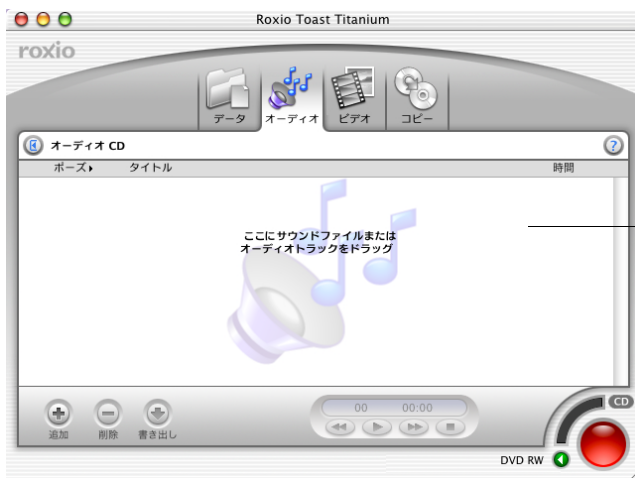 Roxio Toast Titanium
roxio
データ
オーディオ
ビデオ
コピー
オーディオ CD
?
ポーズ
タイトル
時間
ここにサウンドファイルまたは
オーディオトラックをドラッグ
追加
削除
書き出し
00 00:00
CD
DVD RW